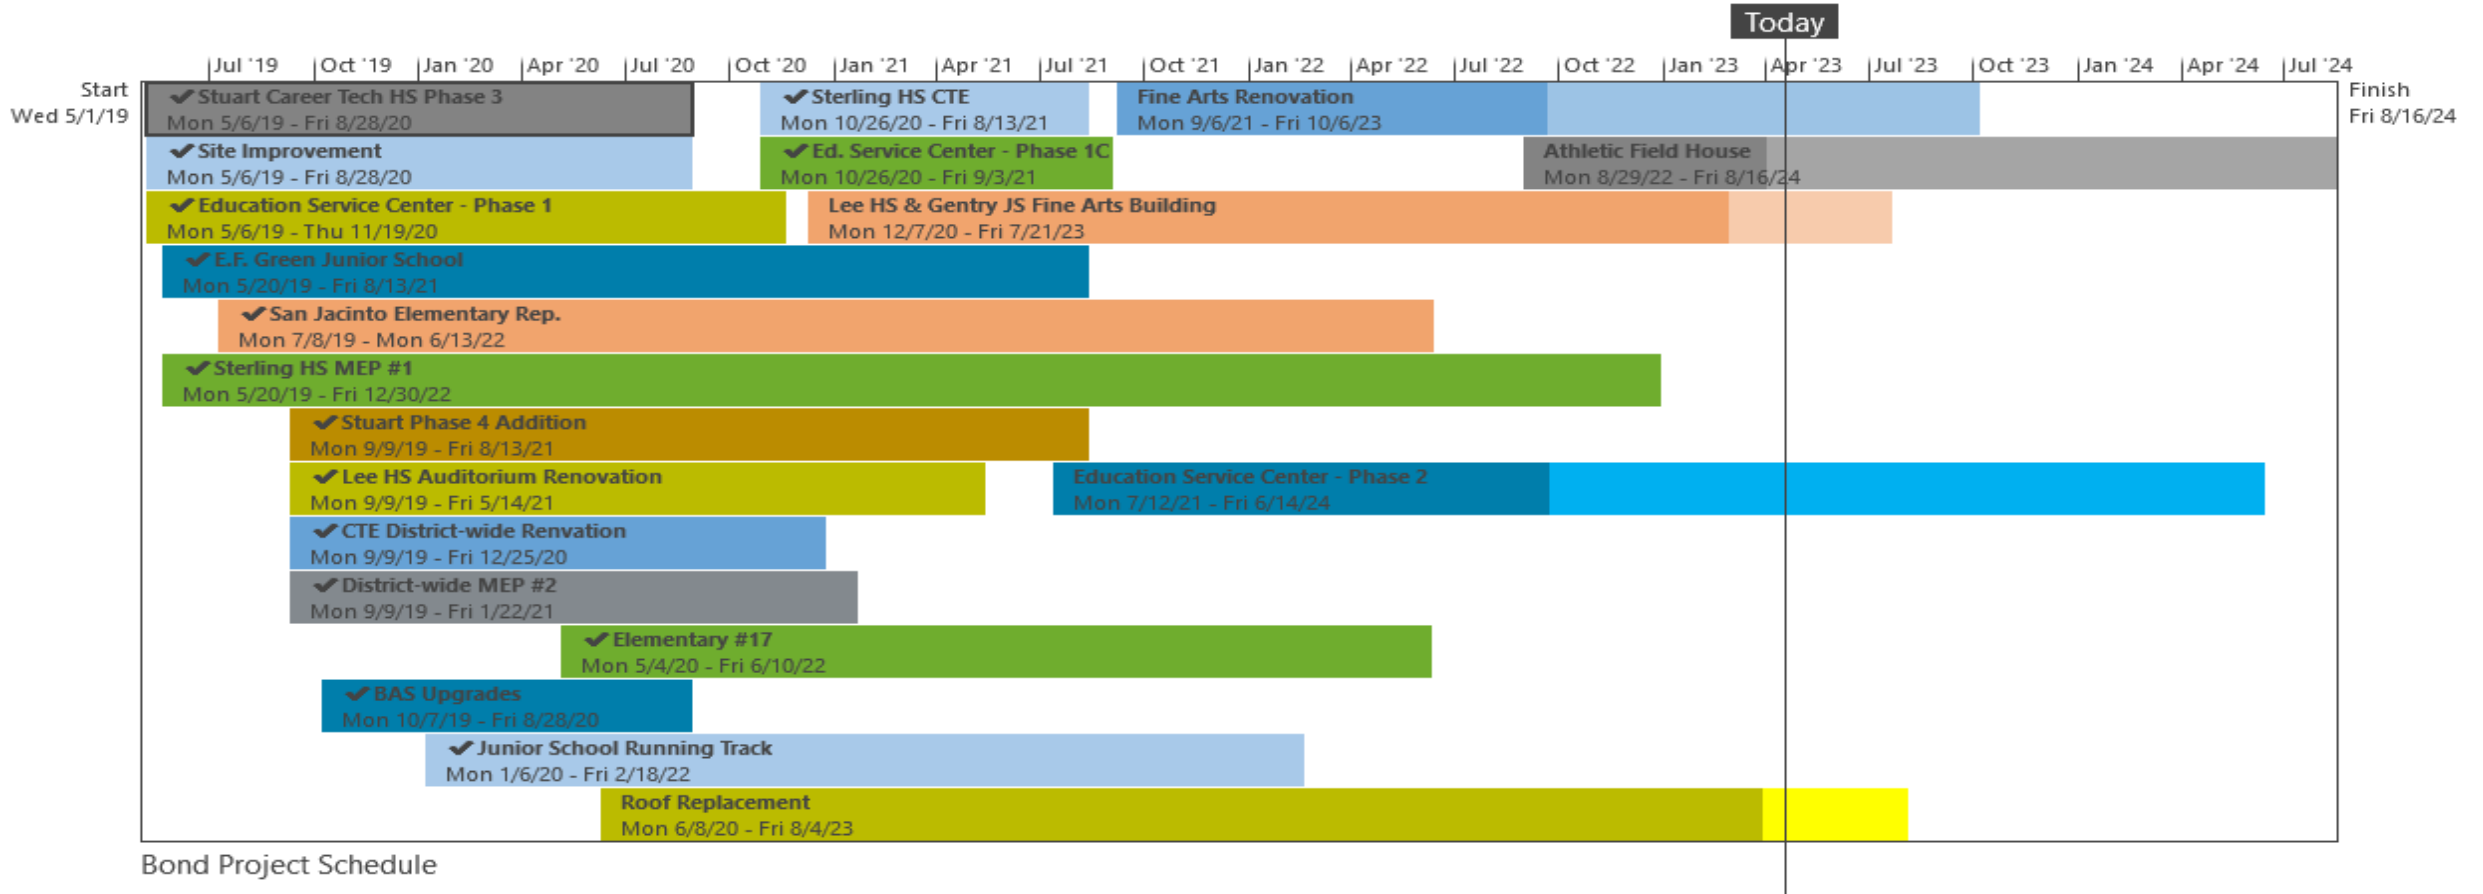 Today
Jul '19 Oct '19 Jan '20 Apr '20 Jul '20 Oct '20 Jan '21 Apr '21 Jul '21 Oct '21 Jan '22 Apr '22 Jul '22 Oct '22 Jan '23 Apr '23 Jul '23 Oct '23 Jan '24 Apr '24 Jul '24
Start
Wed 5/1/19
Finish
Fri 8/16/24
✔Stuart Career Tech HS Phase 3
Mon 5/6/19 - Fri 8/28/20
✔Sterling HS CTE
Mon 10/26/20 - Fri 8/13/21
Fine Arts Renovation
Mon 9/6/21 - Fri 10/6/23
✔Site Improvement
Mon 5/6/19 - Fri 8/28/20
✔Ed. Service Center - Phase 1C
Mon 10/26/20 - Fri 9/3/21
Athletic Field House
Mon 8/29/22 - Fri 8/16/24
✔Education Service Center - Phase 1
Mon 5/6/19 - Thu 11/19/20
Lee HS & Gentry JS Fine Arts Building
Mon 12/7/20 - Fri 7/21/23
✔E.F. Green Junior School
Mon 5/20/19 - Fri 8/13/21
✔San Jacinto Elementary Rep.
Mon 7/8/19 - Mon 6/13/22
✔Sterling HS MEP #1
Mon 5/20/19 - Fri 12/30/22
✔Stuart Phase 4 Addition
Mon 9/9/19 - Fri 8/13/21
✔Lee HS Auditorium Renovation
Mon 9/9/19 - Fri 5/14/21
Education Service Center - Phase 2
Mon 7/12/21 - Fri 6/14/24
✔CTE District-wide Renvation
Mon 9/9/19 - Fri 12/25/20
✔District-wide MEP #2
Mon 9/9/19 - Fri 1/22/21
✔Elementary #17
Mon 5/4/20 - Fri 6/10/22
✔BAS Upgrades
Mon 10/7/19 - Fri 8/28/20
✔Junior School Running Track
Mon 1/6/20 - Fri 2/18/22
Roof Replacement
Mon 6/8/20 - Fri 8/4/23
Bond Project Schedule